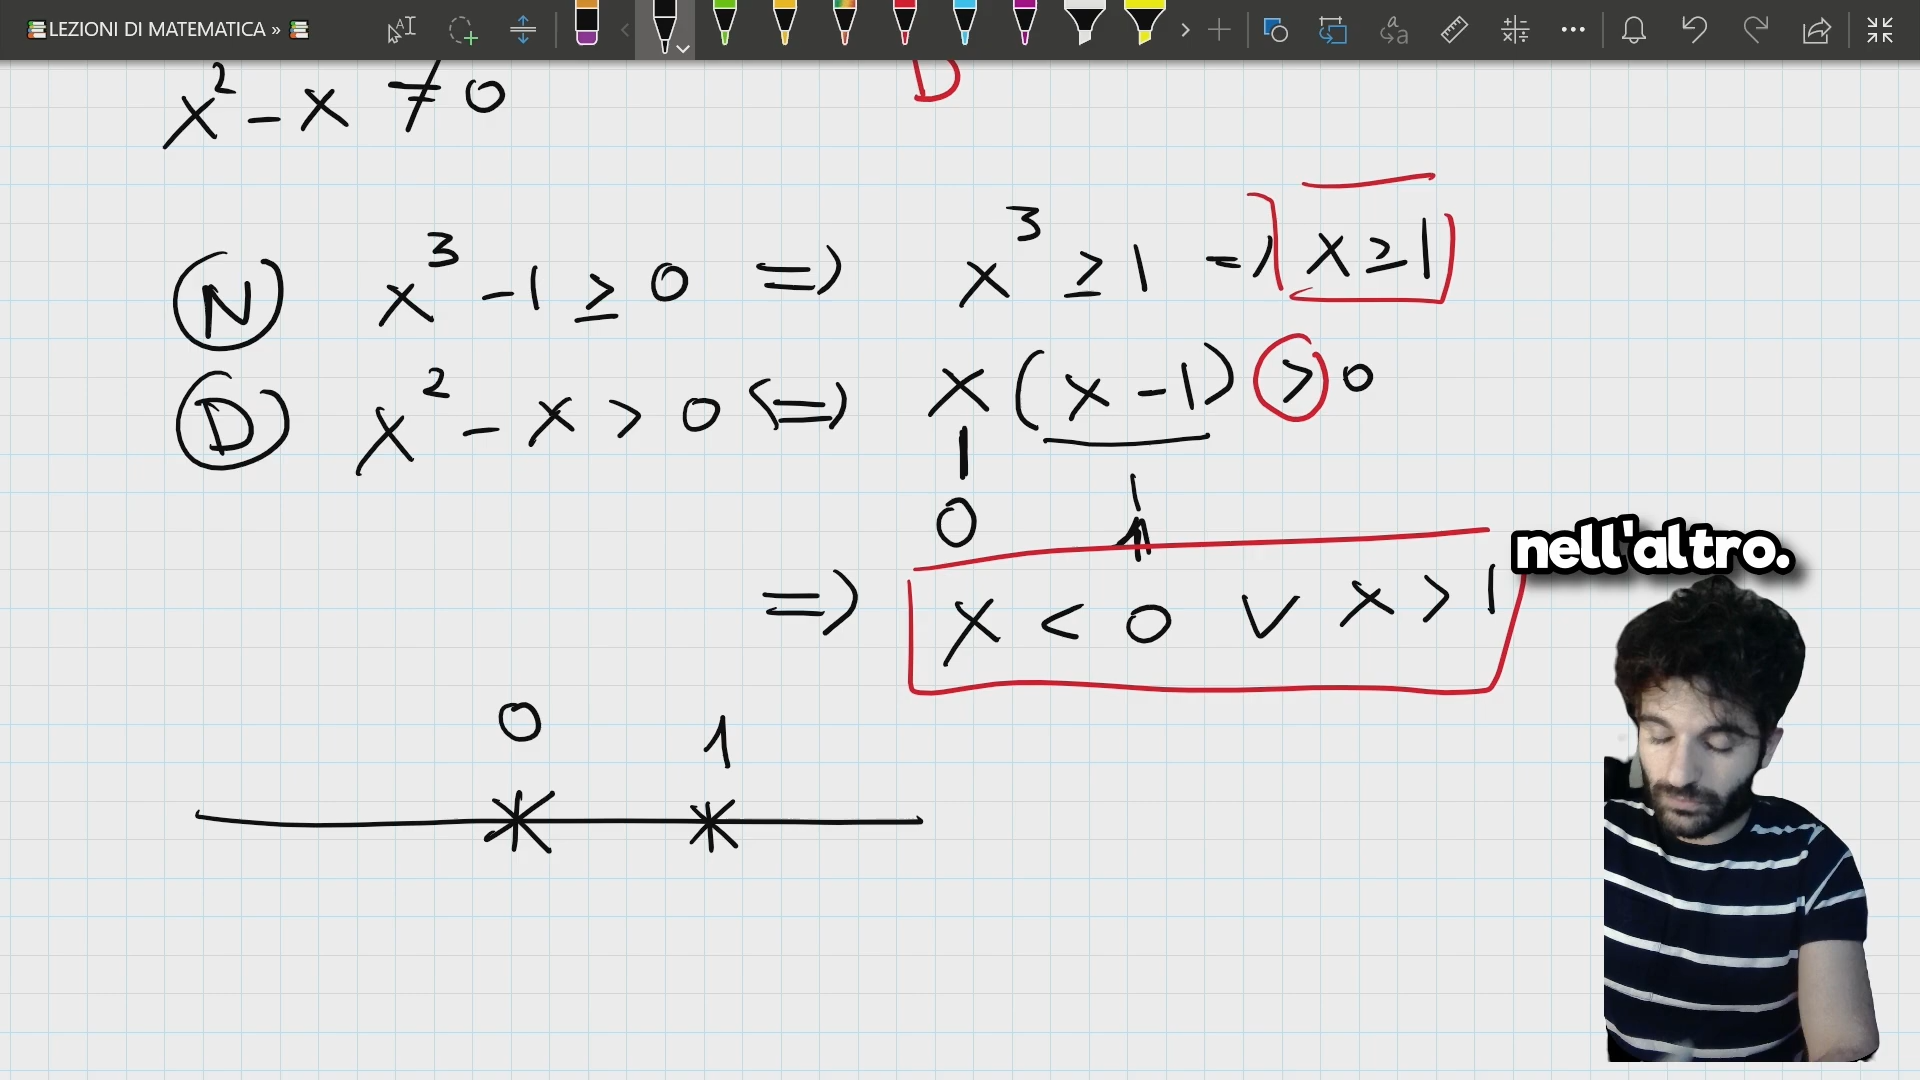 LEZIONI DI MATEMATICA »
x² - x ≠ 0
D
N x³ - 1 ≥ 0 => x³ ≥ 1 => x ≥ 1
D x² - x > 0 <=> x(x - 1) > 0
0 1
nell'altro.
=> x < 0 ∨ x > 1
0 1